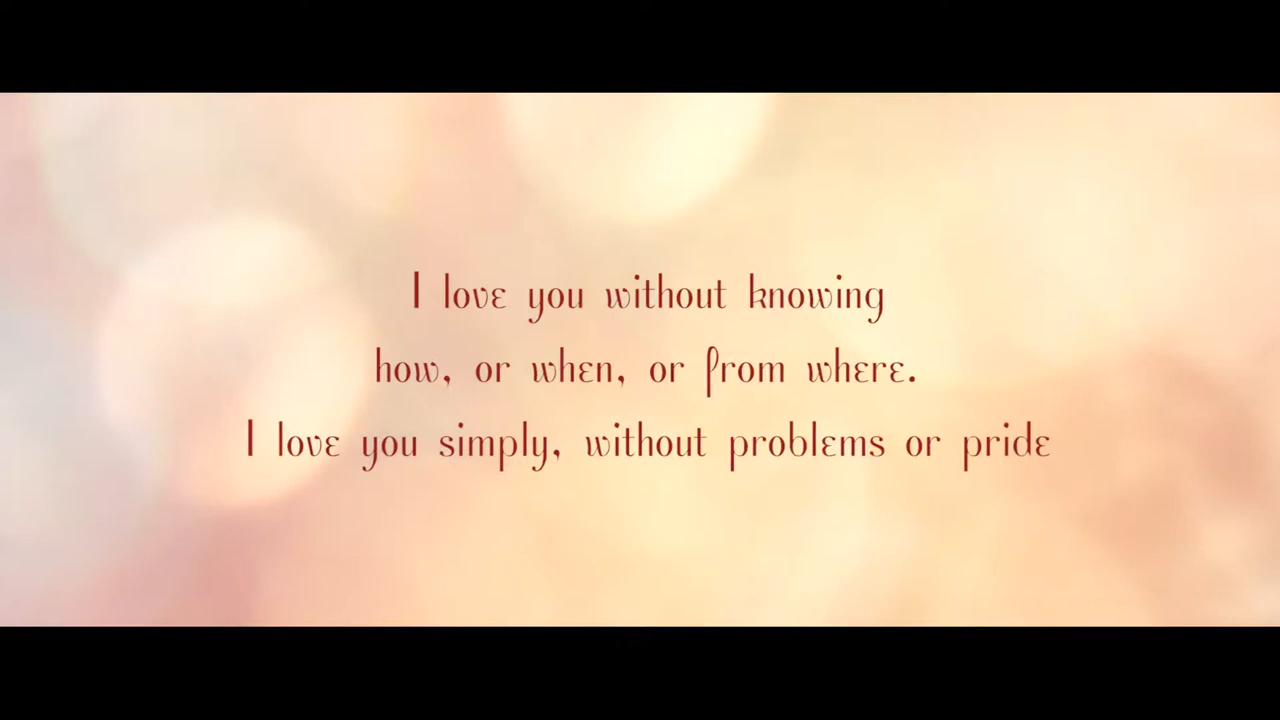 I love you without knowing
how, or when, or from where.
I love you simply, without problems or pride